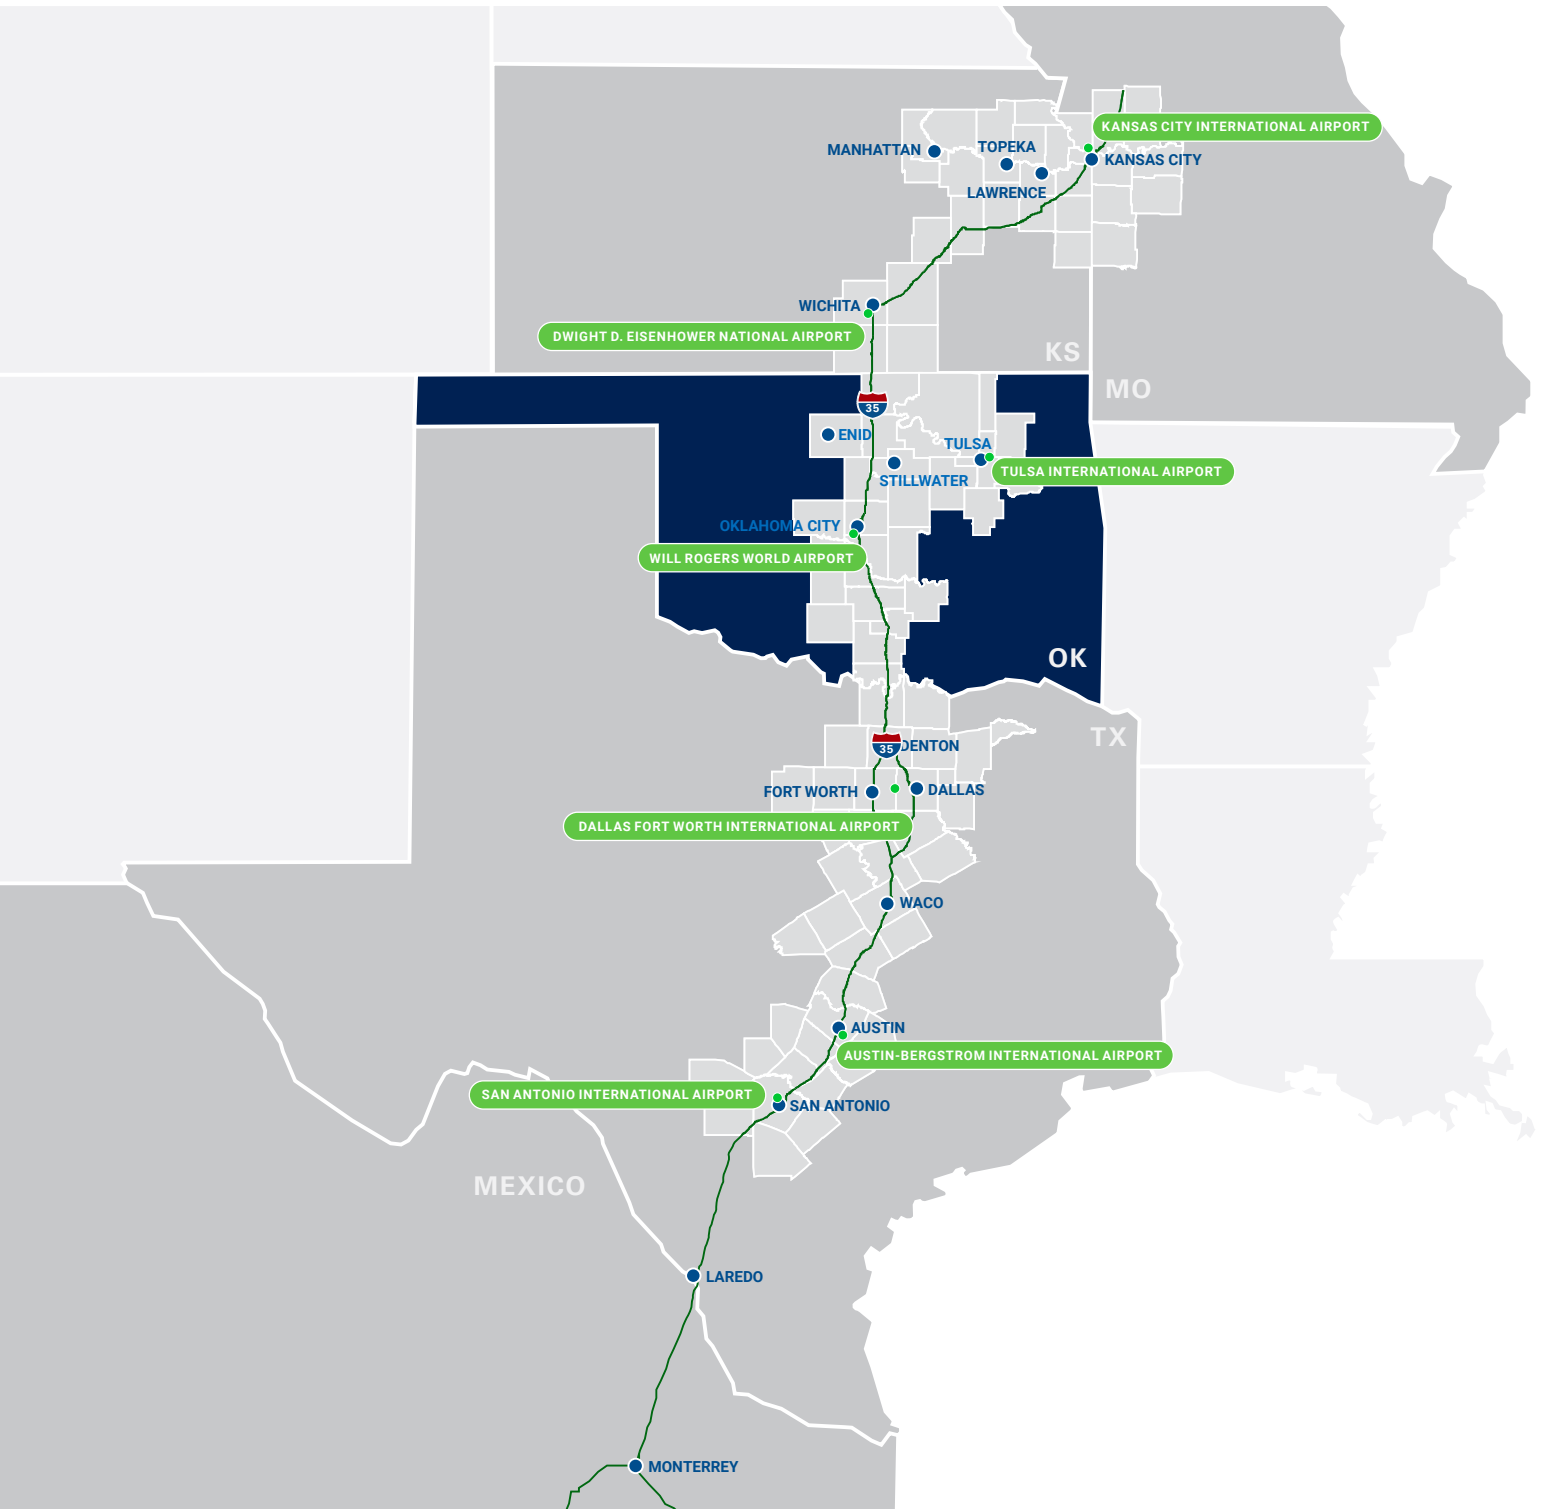 KANSAS CITY INTERNATIONAL AIRPORT
MANHATTAN
TOPEKA
KANSAS CITY
LAWRENCE
WICHITA
DWIGHT D. EISENHOWER NATIONAL AIRPORT
KS
MO
35
ENID
TULSA
TULSA INTERNATIONAL AIRPORT
STILLWATER
OKLAHOMA CITY
WILL ROGERS WORLD AIRPORT
OK
TX
35
DENTON
FORT WORTH
DALLAS
DALLAS FORT WORTH INTERNATIONAL AIRPORT
WACO
AUSTIN
AUSTIN-BERGSTROM INTERNATIONAL AIRPORT
SAN ANTONIO INTERNATIONAL AIRPORT
SAN ANTONIO
MEXICO
LAREDO
MONTERREY